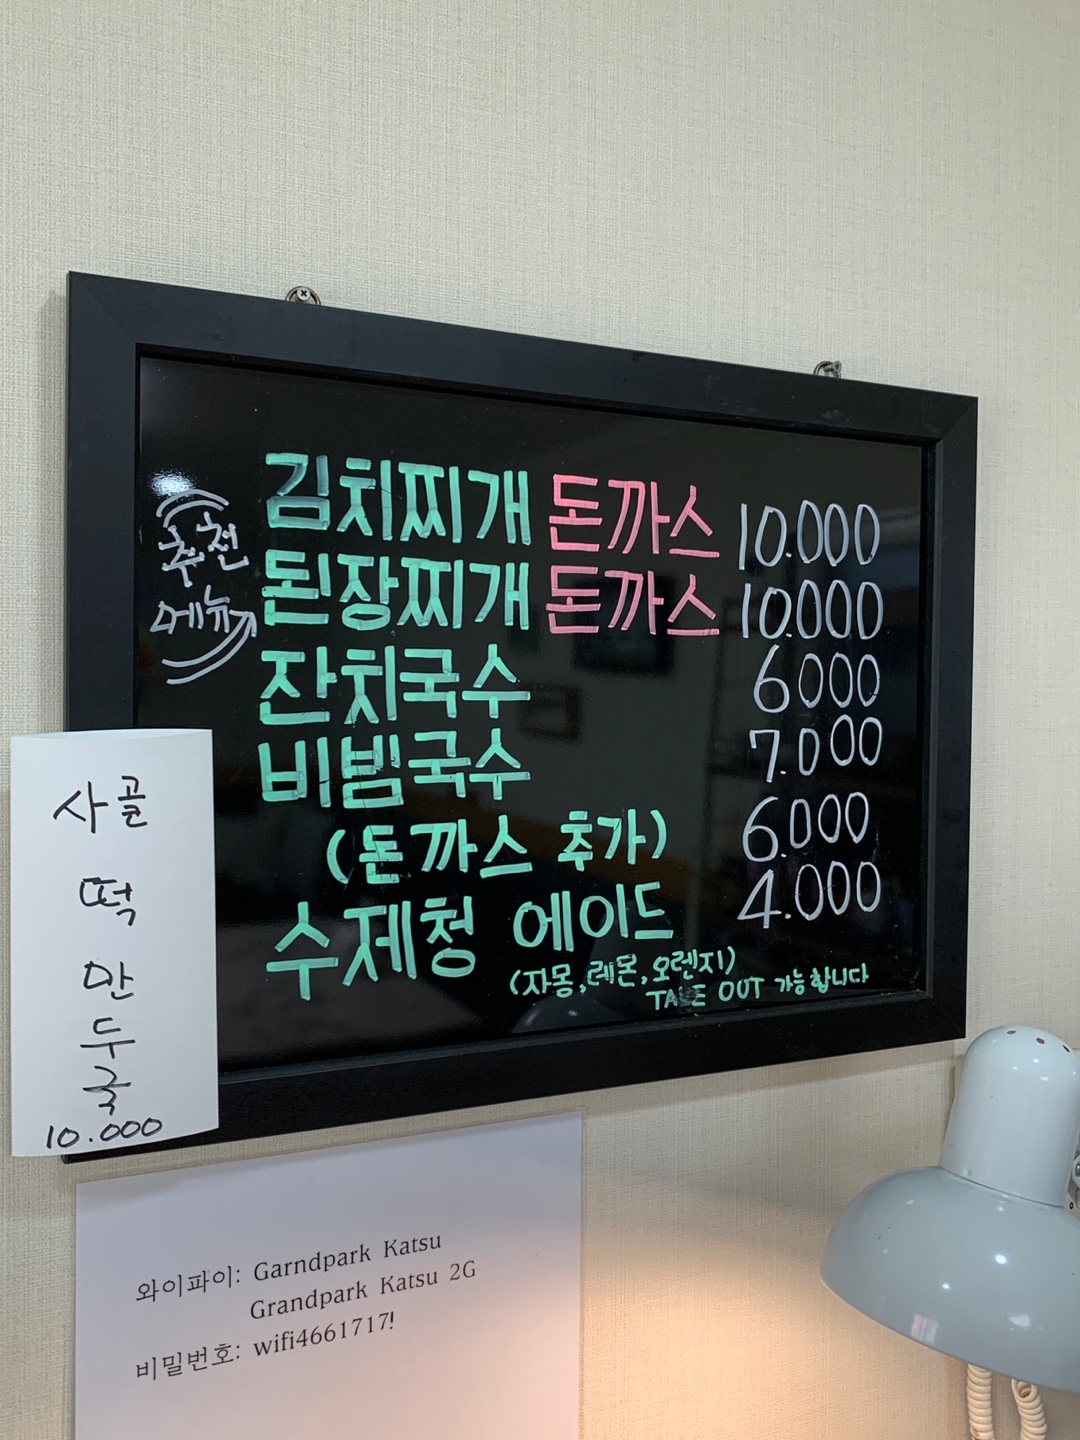 추천
메뉴
김치찌개 돈까스 10.000
된장찌개 돈까스 10.000
잔치국수 6000
비빔국수 7.000
(돈까스 추가) 6.000
수제청 에이드 4.000
(자몽,레몬,오렌지)
TAKE OUT 가능합니다
사골
떡
만
두
국
10.000
와이파이: Garndpark Katsu
Grandpark Katsu 2G
비밀번호: wifi4661717!